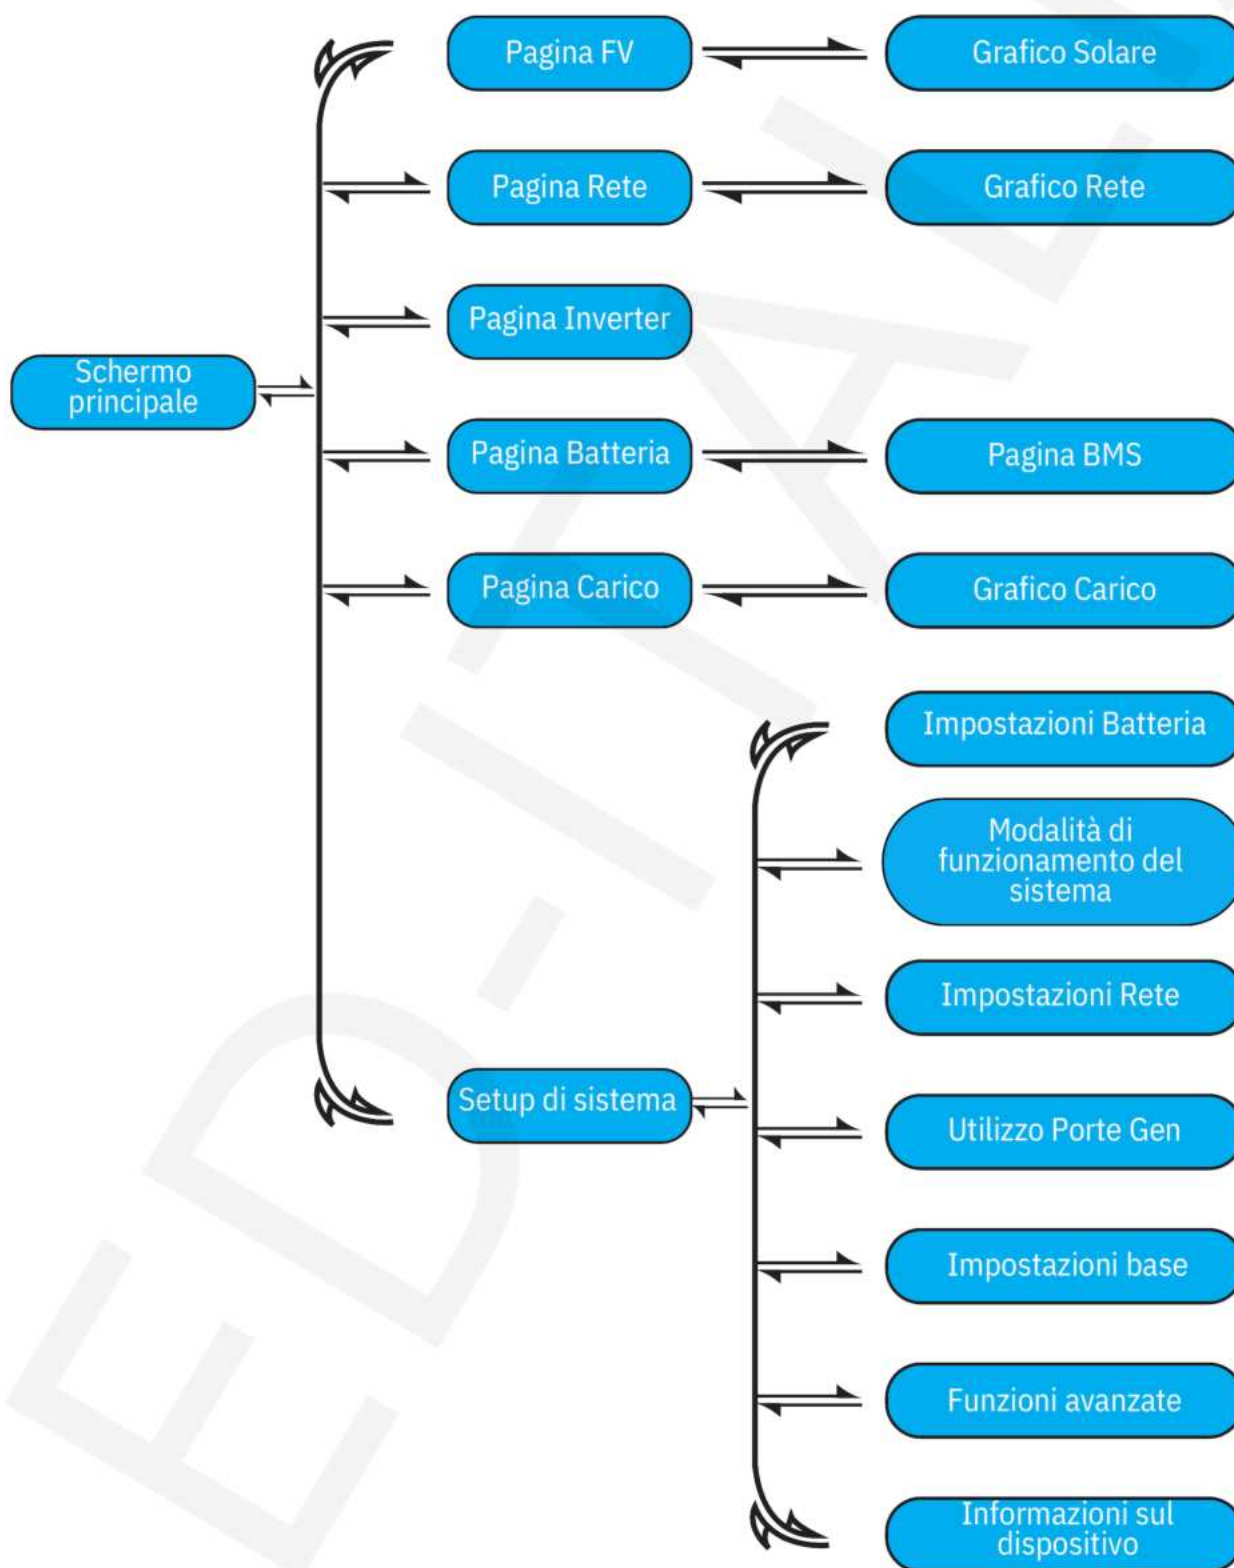 Pagina FV
Grafico Solare
Pagina Rete
Grafico Rete
Pagina Inverter
Schermo
principale
Pagina Batteria
Pagina BMS
Pagina Carico
Grafico Carico
Impostazioni Batteria
Modalità di
funzionamento del
sistema
Impostazioni Rete
Setup di sistema
Utilizzo Porte Gen
Impostazioni base
Funzioni avanzate
Informazioni sul
dispositivo
ED-ITALI